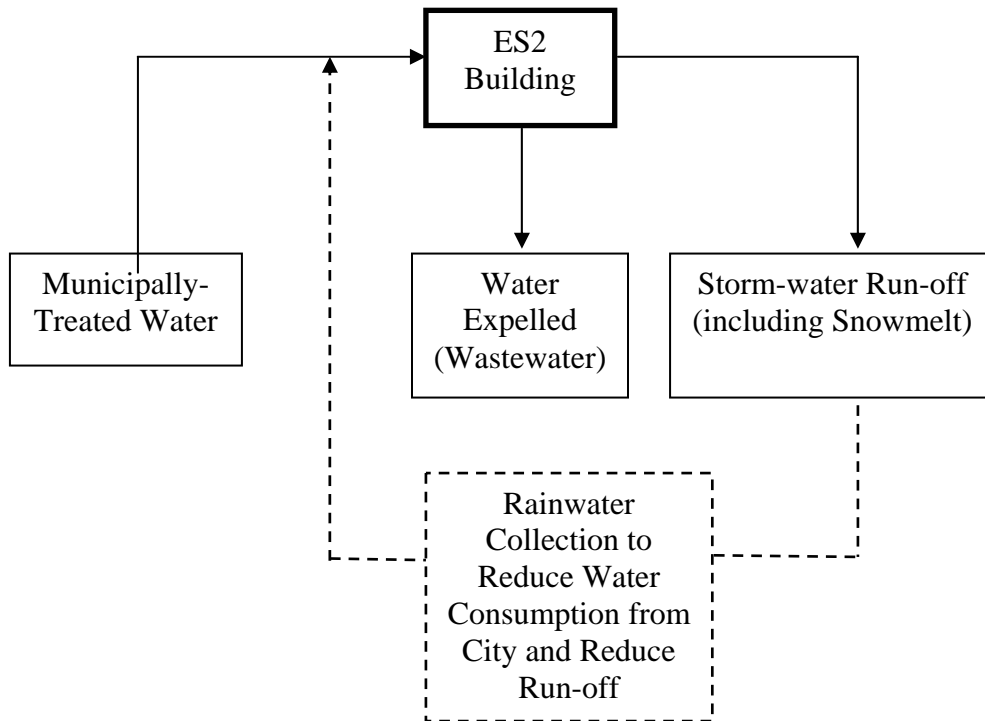 ES2
Building
Municipally-
Treated Water
Water
Expelled
(Wastewater)
Storm-water Run-off
(including Snowmelt)
Rainwater
Collection to
Reduce Water
Consumption from
City and Reduce
Run-off